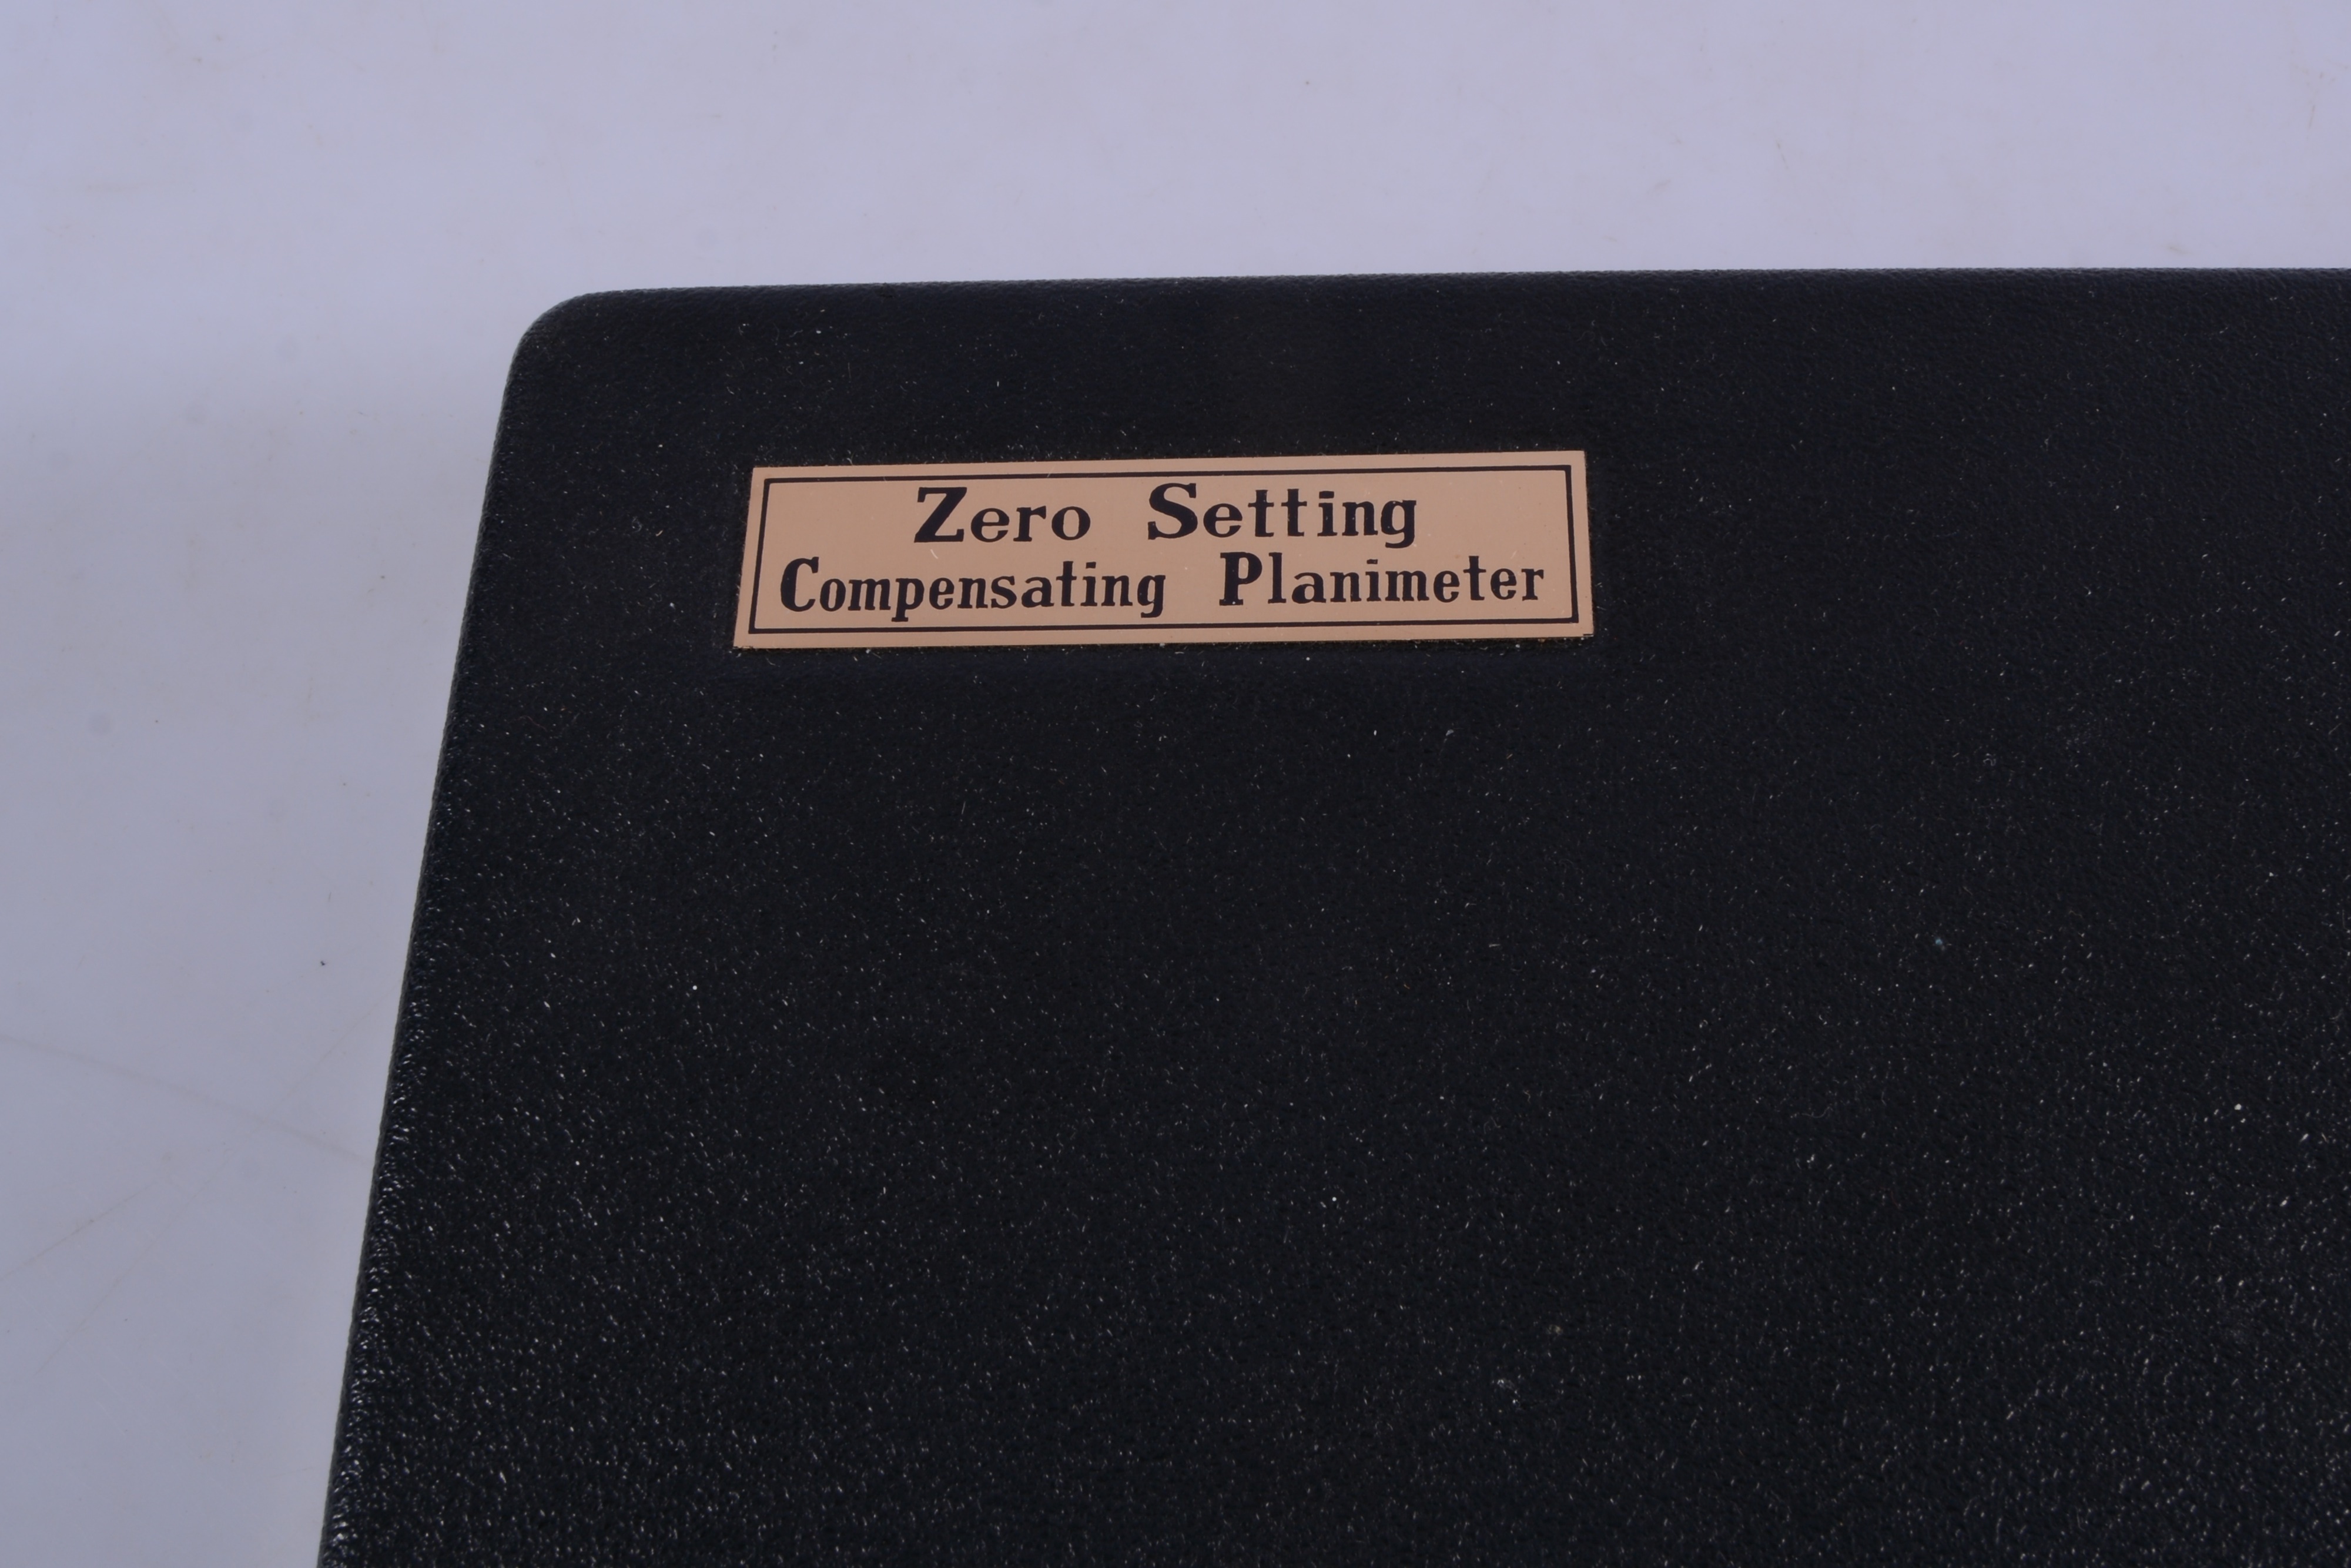 Zero Setting
Compensating Planimeter